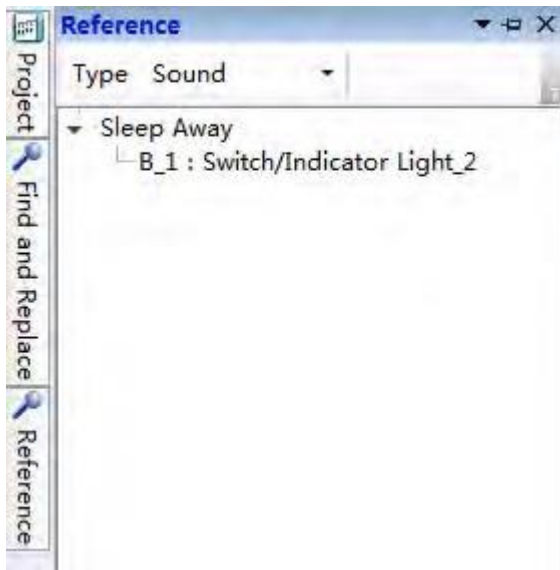 Reference
Type Sound
Sleep Away
B_1 : Switch/Indicator Light_2
Project
Find and Replace
Reference